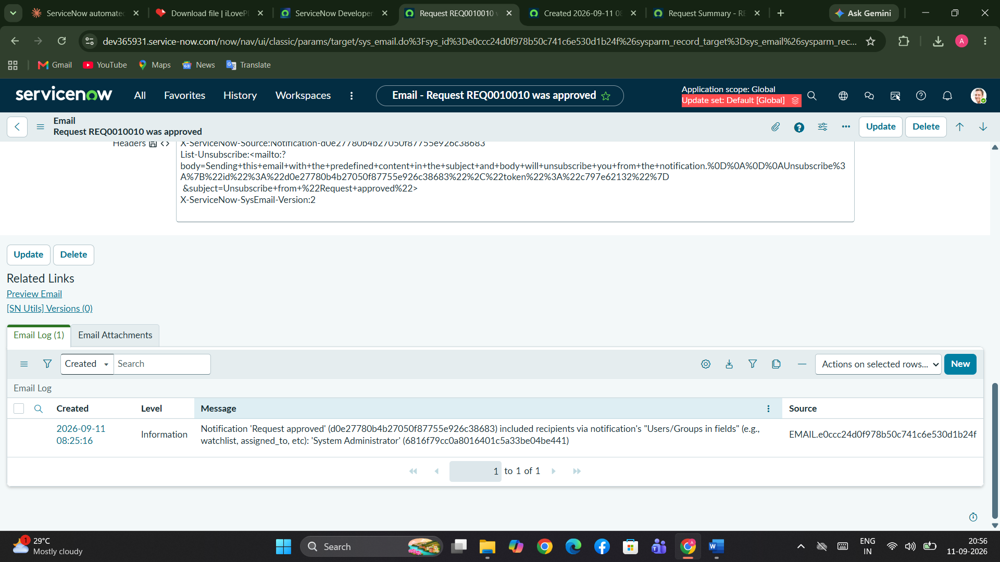 ServiceNow automate
Download file | iLoveP
ServiceNow Developer
Request REQ0010010 w
Created 2026-09-11 08
Request Summary - RE
Ask Gemini
dev365931.service-now.com/now/nav/ui/classic/params/target/sys_email.do%3Fsys_id%3De0ccc24d0f978b50c741c6e530d1b24f%26sysparm_record_target%3Dsys_email%26sysparm_rec...
A
Gmail
YouTube
Maps
News
Translate
servicenow
All
Favorites
History
Workspaces
Email - Request REQ0010010 was approved
Application scope: Global
Update set: Default [Global]
Email
Request REQ0010010 was approved
Update
Delete
Headers
X-ServiceNow-Source:Notification-d0e27780b4b27050f87755e926c38683
List-Unsubscribe:<mailto:?
body=Sending+this+email+with+the+predefined+content+in+the+subject+and+body+will+unsubscribe+you+from+the+notification.%0D%0A%0D%0AUnsubscribe%3
A%7B%22id%22%3A%22d0e27780b4b27050f87755e926c38683%22%2C%22token%22%3A%22c797e62132%22%7D
&subject=Unsubscribe+from+%22Request+approved%22>
X-ServiceNow-SysEmail-Version:2
Update
Delete
Related Links
Preview Email
[SN Utils] Versions (0)
Email Log (1)
Email Attachments
Created
Search
Actions on selected rows...
New
Email Log
Created
Level
Message
Source
2026-09-11
08:25:16
Information
Notification 'Request approved' (d0e27780b4b27050f87755e926c38683) included recipients via notification's "Users/Groups in fields" (e.g.,
watchlist, assigned_to, etc): 'System Administrator' (6816f79cc0a8016401c5a33be04be441)
EMAIL.e0ccc24d0f978b50c741c6e530d1b24f
1 to 1 of 1
1
29°C
Mostly cloudy
Search
ENG
IN
20:56
11-09-2026